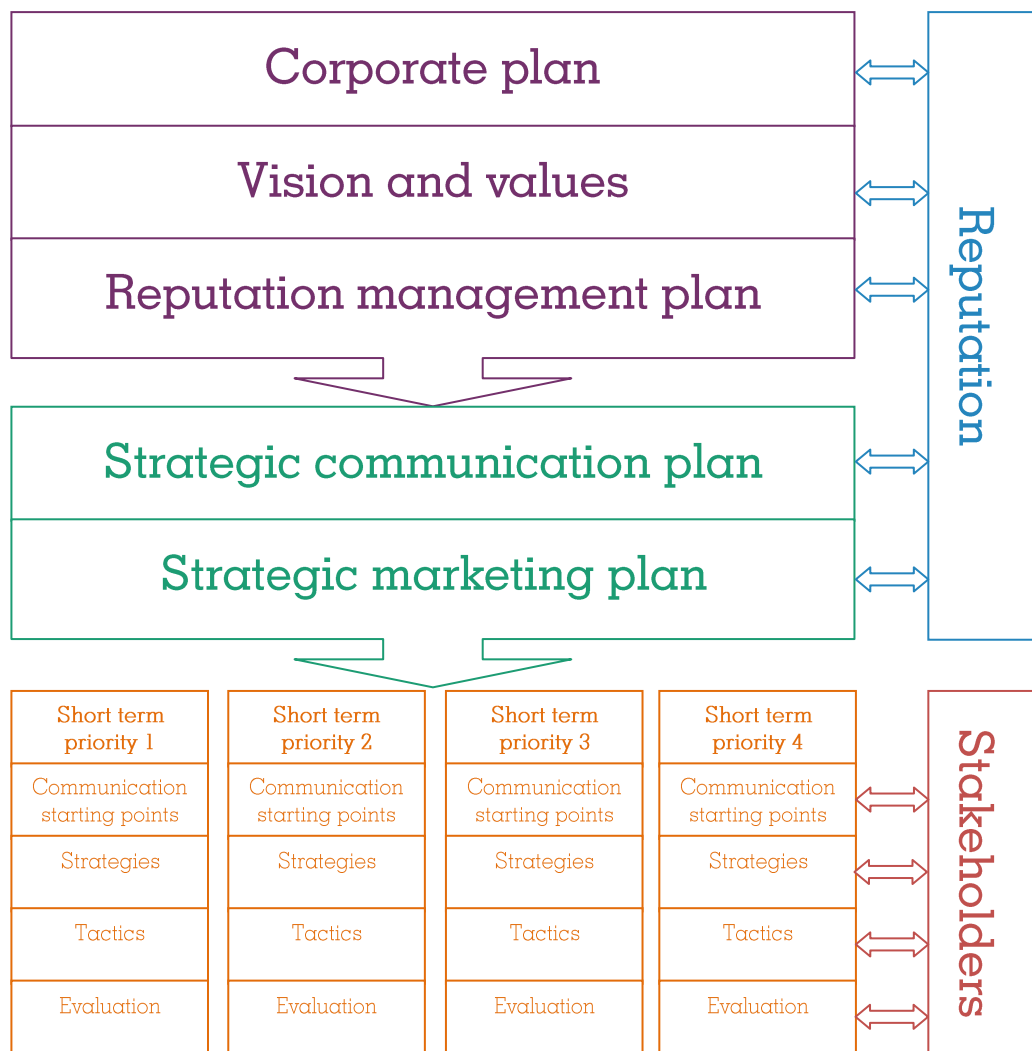 Corporate plan
Vision and values
Reputation management plan
Strategic communication plan
Strategic marketing plan
Reputation
Short term
priority 1
Communication
starting points
Strategies
Tactics
Evaluation
Short term
priority 2
Communication
starting points
Strategies
Tactics
Evaluation
Short term
priority 3
Communication
starting points
Strategies
Tactics
Evaluation
Short term
priority 4
Communication
starting points
Strategies
Tactics
Evaluation
Stakeholders